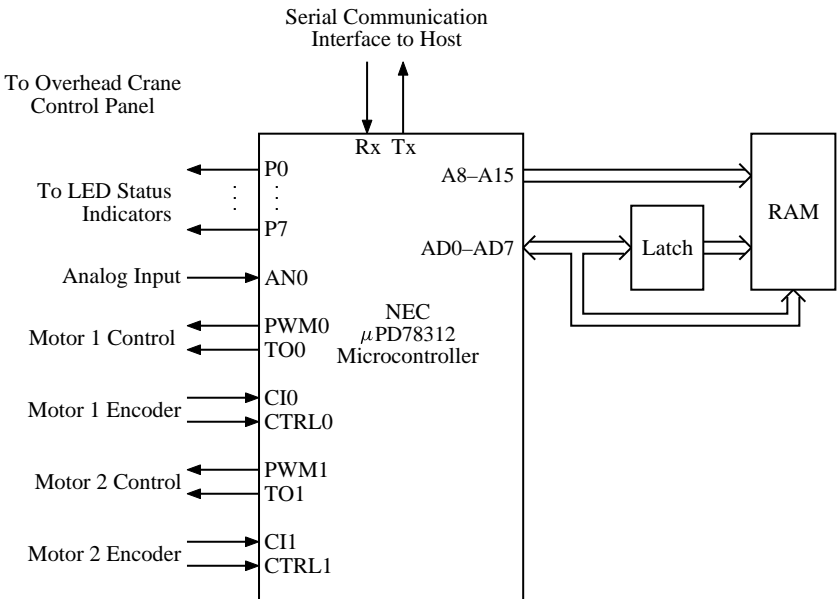 Serial Communication
Interface to Host
To Overhead Crane
Control Panel
Rx Tx
P0
To LED Status
Indicators
P7
Analog Input
AN0
Motor 1 Control
PWM0
TO0
Motor 1 Encoder
CI0
CTRL0
Motor 2 Control
PWM1
TO1
Motor 2 Encoder
CI1
CTRL1
NEC
μPD78312
Microcontroller
A8–A15
AD0–AD7
Latch
RAM